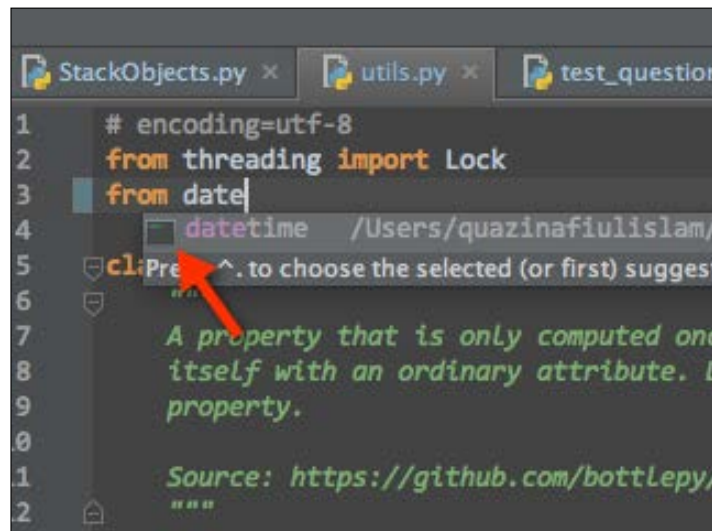 StackObjects.py × utils.py × test_question
1 # encoding=utf-8
2 from threading import Lock
3 from date
4 datetime /Users/quazinafiulislam/
5 cl ^. to choose the selected (or first) suggest
6 """
7 A property that is only computed onc
8 itself with an ordinary attribute.
9 property.
.0
.1 Source: https://github.com/bottlepy/
.2 """